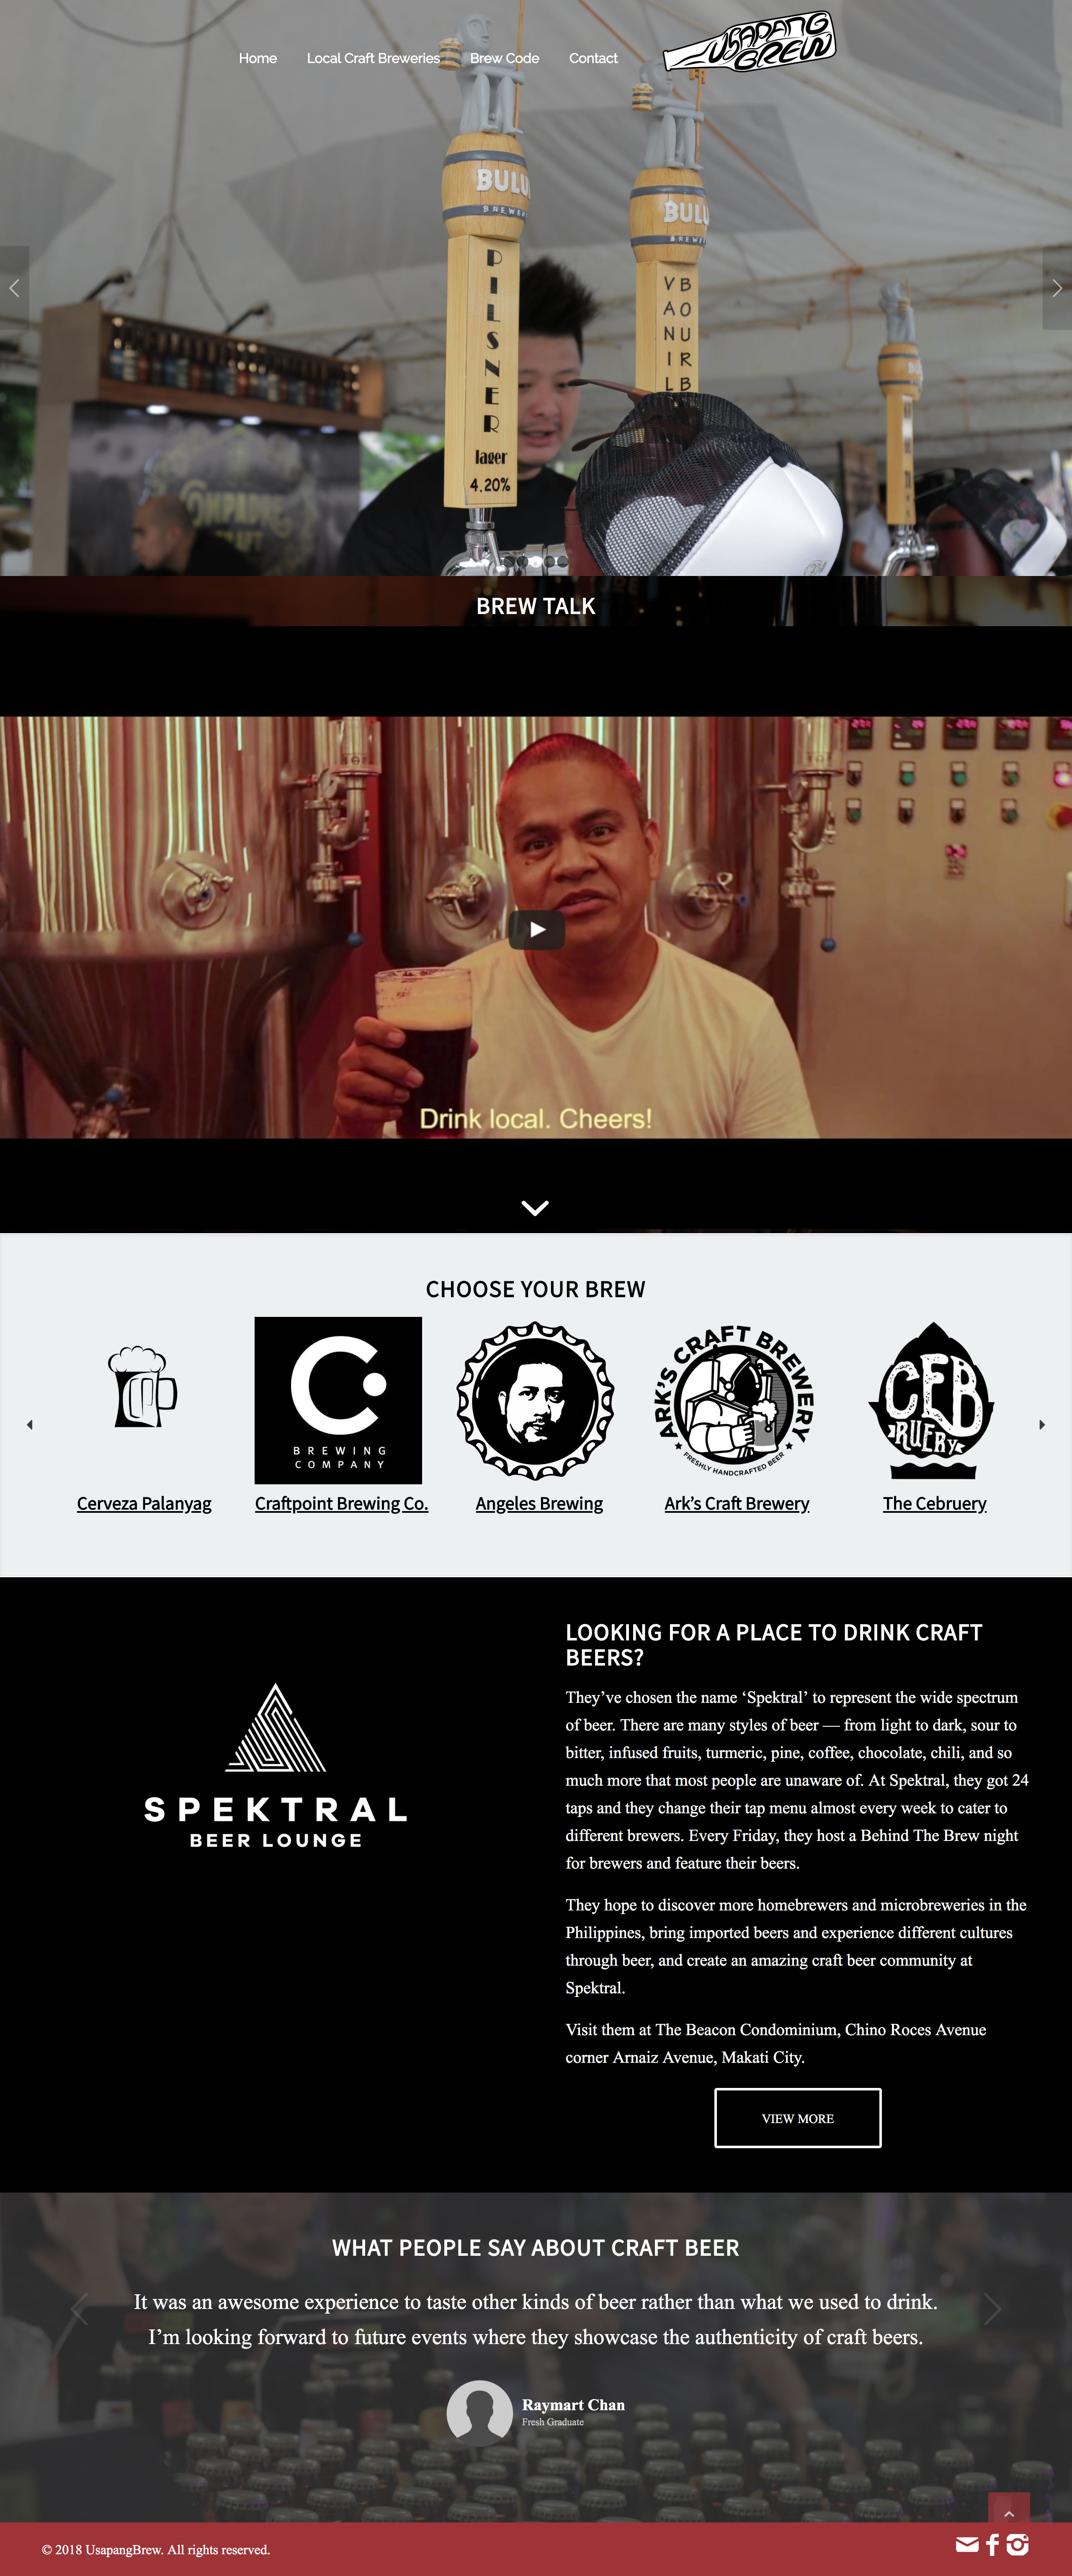 Home
Local Craft Breweries
Brew Code
Contact
USAPANG
BREW
BULU
BREWE
BULU
BREWE
PILSNER
lager
4.20%
VANIL
BOURB
BREW TALK
Drink local. Cheers!
CHOOSE YOUR BREW
C
BREWING
COMPANY
ARK'S CRAFT BREWERY
FRESHLY HANDCRAFTED BEER
CEB
RUERY
Cerveza Palanyag
Craftpoint Brewing Co.
Angeles Brewing
Ark’s Craft Brewery
The Cebruery
SPEKTRAL
BEER LOUNGE
LOOKING FOR A PLACE TO DRINK CRAFT
BEERS?
They’ve chosen the name ‘Spektral’ to represent the wide spectrum
of beer. There are many styles of beer — from light to dark, sour to
bitter, infused fruits, turmeric, pine, coffee, chocolate, chili, and so
much more that most people are unaware of. At Spektral, they got 24
taps and they change their tap menu almost every week to cater to
different brewers. Every Friday, they host a Behind The Brew night
for brewers and feature their beers.
They hope to discover more homebrewers and microbreweries in the
Philippines, bring imported beers and experience different cultures
through beer, and create an amazing craft beer community at
Spektral.
Visit them at The Beacon Condominium, Chino Roces Avenue
corner Arnaiz Avenue, Makati City.
VIEW MORE
WHAT PEOPLE SAY ABOUT CRAFT BEER
It was an awesome experience to taste other kinds of beer rather than what we used to drink.
I’m looking forward to future events where they showcase the authenticity of craft beers.
Raymart Chan
Fresh Graduate
© 2018 UsapangBrew. All rights reserved.